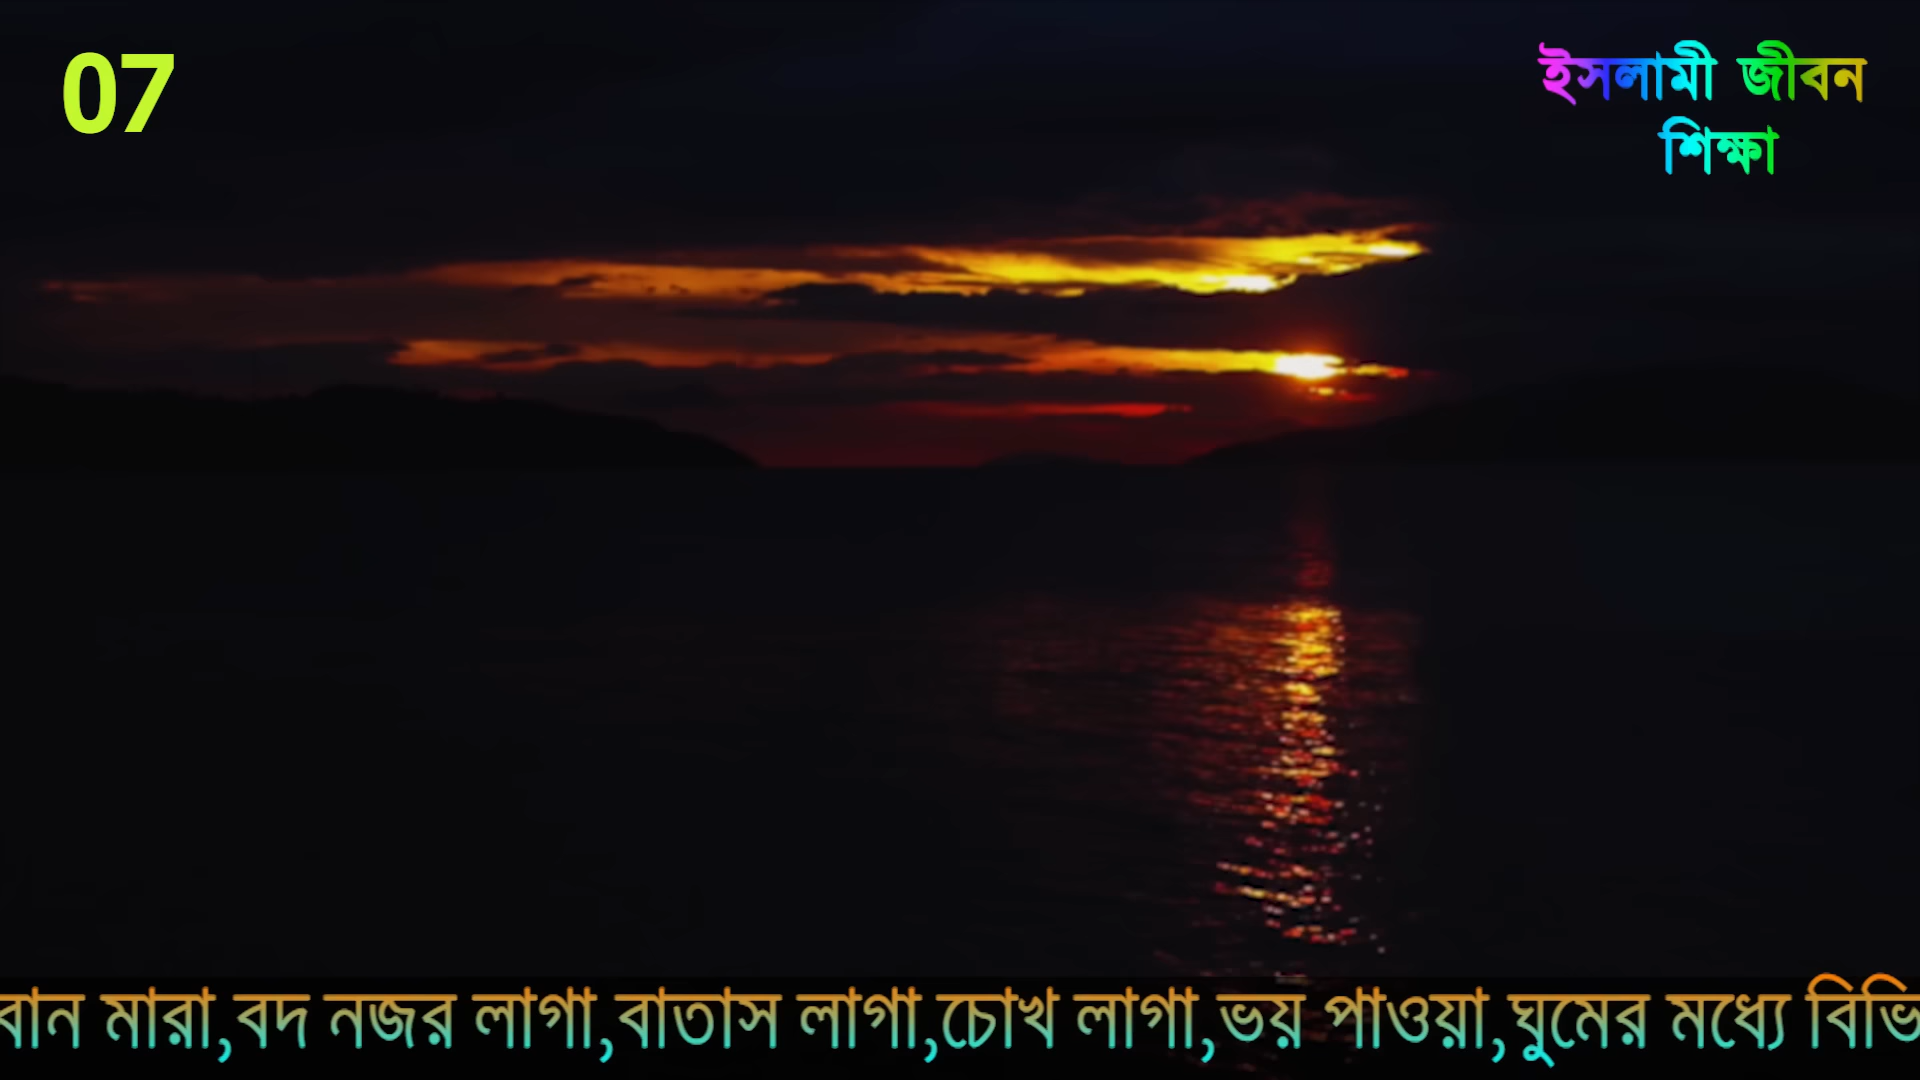 07
ইসলামী জীবন
শিক্ষা
বান মারা,বদ নজর লাগা,বাতাস লাগা,চোখ লাগা,ভয় পাওয়া,ঘুমের মধ্যে বিভি